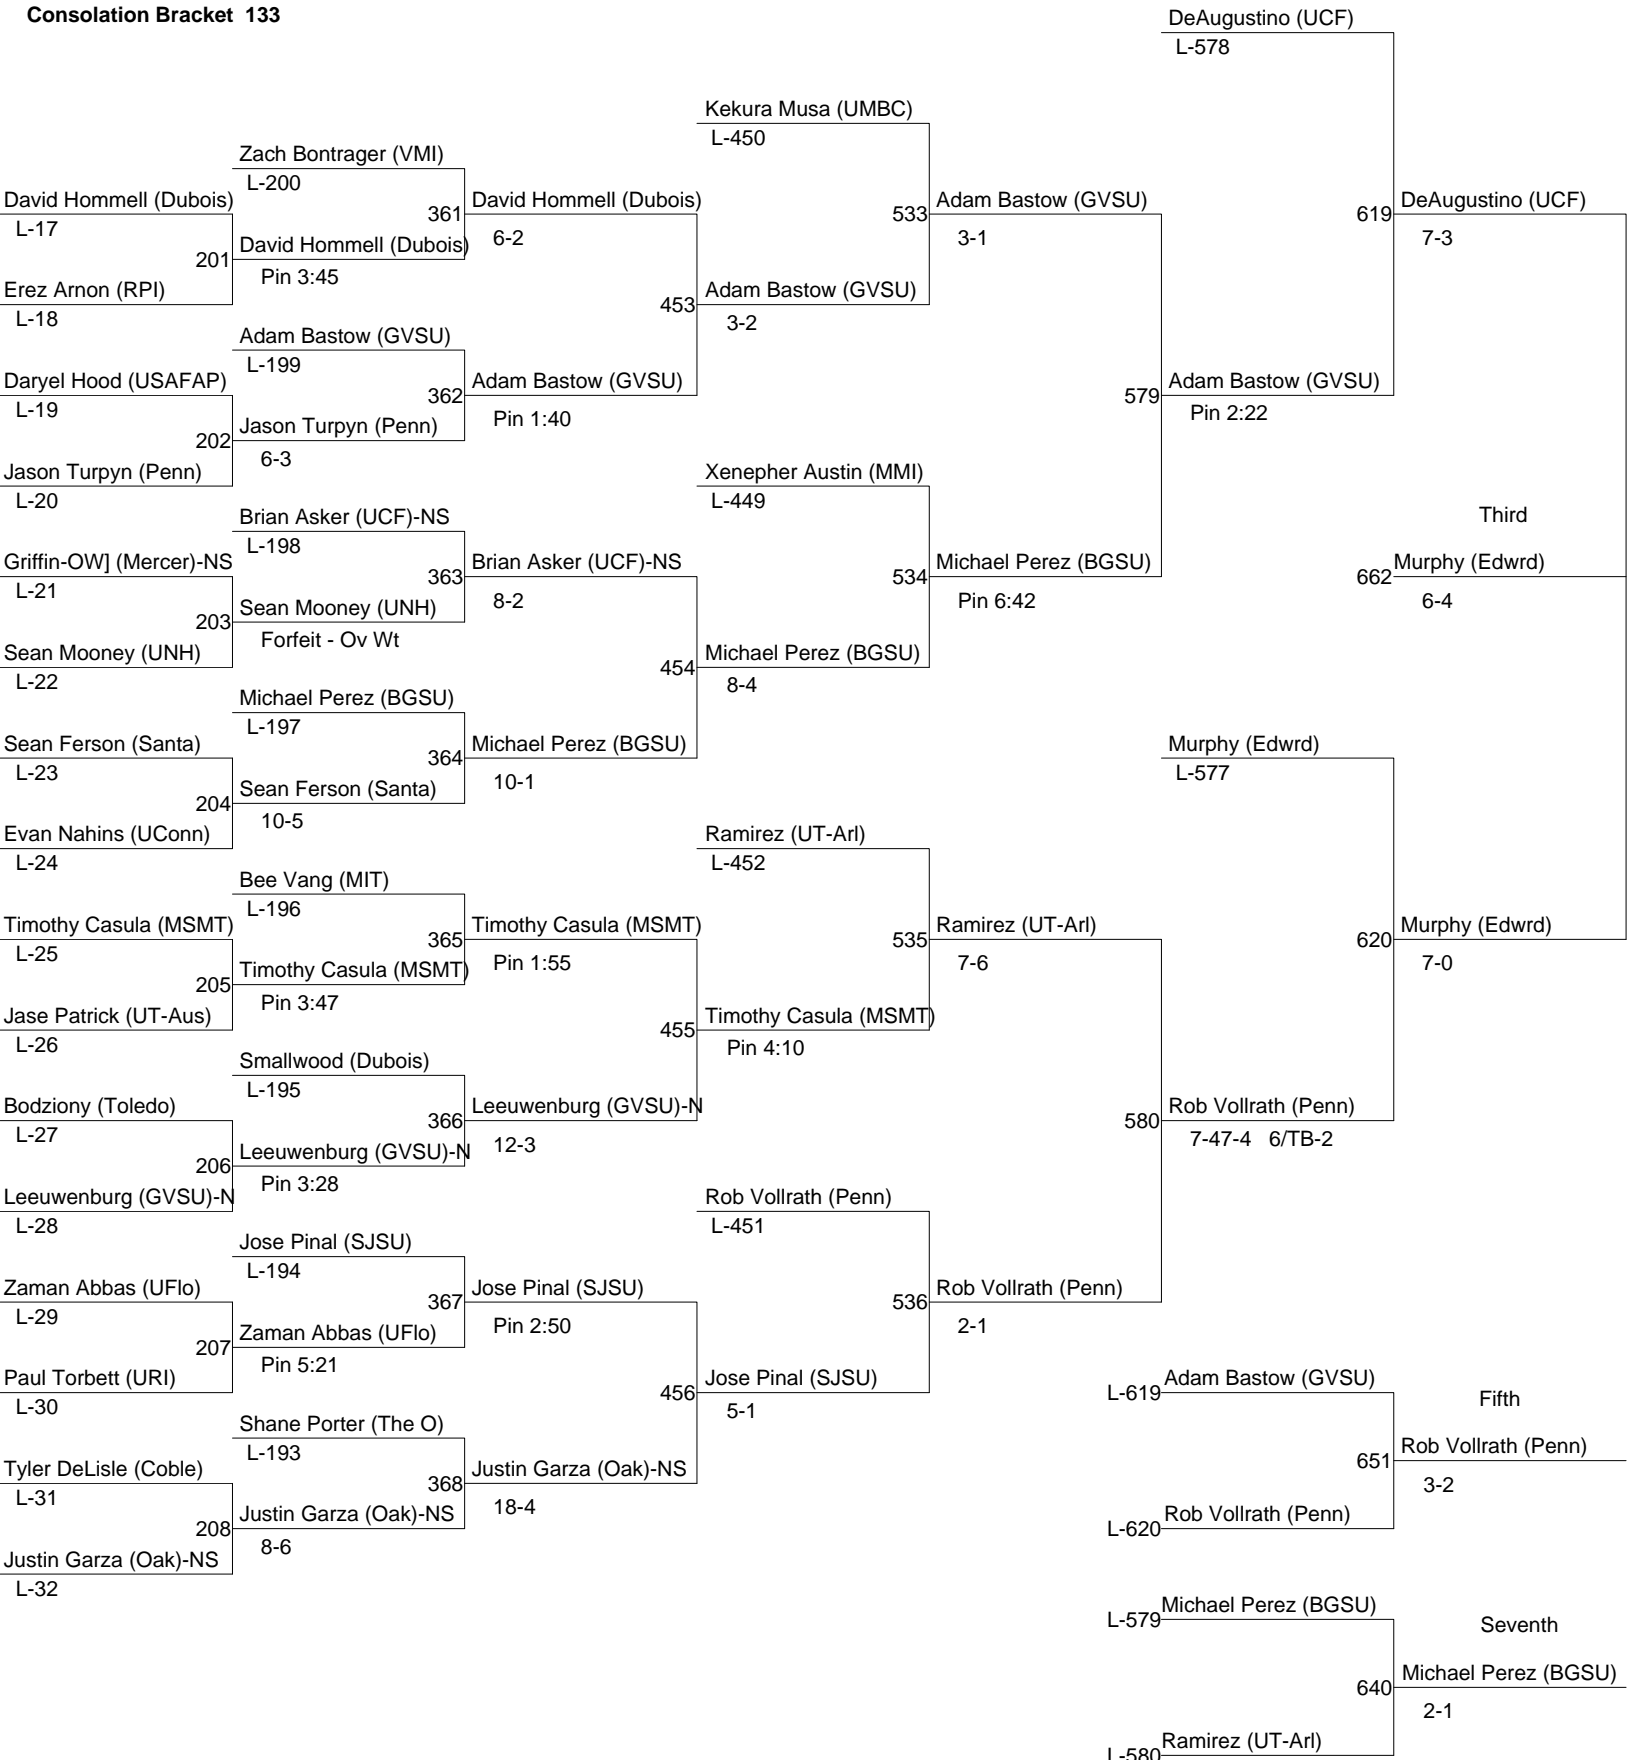 Consolation Bracket 133
DeAugustino (UCF)
L-578
Kekura Musa (UMBC)
L-450
Zach Bontrager (VMI)
L-200
David Hommell (Dubois)
361
David Hommell (Dubois)
533
Adam Bastow (GVSU)
619
DeAugustino (UCF)
L-17
6-2
3-1
7-3
201
David Hommell (Dubois)
Pin 3:45
Erez Arnon (RPI)
453
Adam Bastow (GVSU)
L-18
3-2
Adam Bastow (GVSU)
L-199
Daryel Hood (USAFAP)
362
Adam Bastow (GVSU)
579
Adam Bastow (GVSU)
L-19
Pin 1:40
Pin 2:22
202
Jason Turpyn (Penn)
6-3
Jason Turpyn (Penn)
Xenepher Austin (MMI)
L-20
L-449
Brian Asker (UCF)-NS
Third
L-198
Griffin-OW] (Mercer)-NS
363
Brian Asker (UCF)-NS
534
Michael Perez (BGSU)
662
Murphy (Edwrd)
L-21
8-2
Pin 6:42
6-4
203
Sean Mooney (UNH)
Forfeit - Ov Wt
Sean Mooney (UNH)
454
Michael Perez (BGSU)
L-22
8-4
Michael Perez (BGSU)
L-197
Sean Ferson (Santa)
364
Michael Perez (BGSU)
Murphy (Edwrd)
L-23
10-1
L-577
204
Sean Ferson (Santa)
10-5
Evan Nahins (UConn)
Ramirez (UT-Arl)
L-24
L-452
Bee Vang (MIT)
L-196
Timothy Casula (MSMT)
365
Timothy Casula (MSMT)
535
Ramirez (UT-Arl)
620
Murphy (Edwrd)
L-25
Pin 1:55
7-6
7-0
205
Timothy Casula (MSMT)
Pin 3:47
Jase Patrick (UT-Aus)
455
Timothy Casula (MSMT)
L-26
Pin 4:10
Smallwood (Dubois)
L-195
Bodziony (Toledo)
366
Leeuwenburg (GVSU)-N
580
Rob Vollrath (Penn)
L-27
12-3
7-47-4 6/TB-2
206
Leeuwenburg (GVSU)-N
Pin 3:28
Leeuwenburg (GVSU)-N
Rob Vollrath (Penn)
L-28
L-451
Jose Pinal (SJSU)
L-194
Zaman Abbas (UFlo)
367
Jose Pinal (SJSU)
536
Rob Vollrath (Penn)
L-29
Pin 2:50
2-1
207
Zaman Abbas (UFlo)
Pin 5:21
Paul Torbett (URI)
456
Jose Pinal (SJSU)
L-619
Adam Bastow (GVSU)
L-30
5-1
Fifth
Shane Porter (The O)
L-193
651
Rob Vollrath (Penn)
Tyler DeLisle (Coble)
368
Justin Garza (Oak)-NS
3-2
L-31
18-4
208
Justin Garza (Oak)-NS
L-620
Rob Vollrath (Penn)
8-6
Justin Garza (Oak)-NS
L-32
L-579
Michael Perez (BGSU)
Seventh
640
Michael Perez (BGSU)
2-1
L-580
Ramirez (UT-Arl)